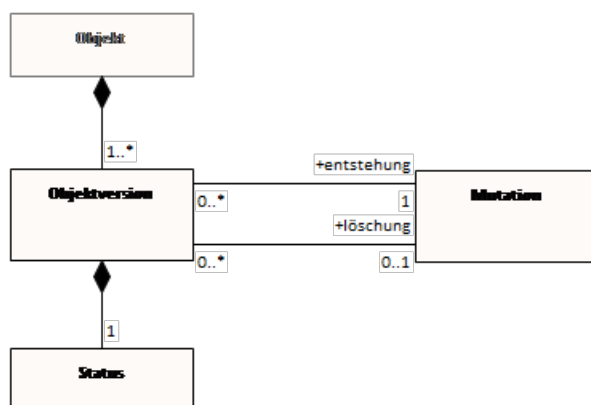 Objekt
1..*
+entstehung
Objektversion
Mutation
0..*
1
+löschung
0..*
0..1
1
Status